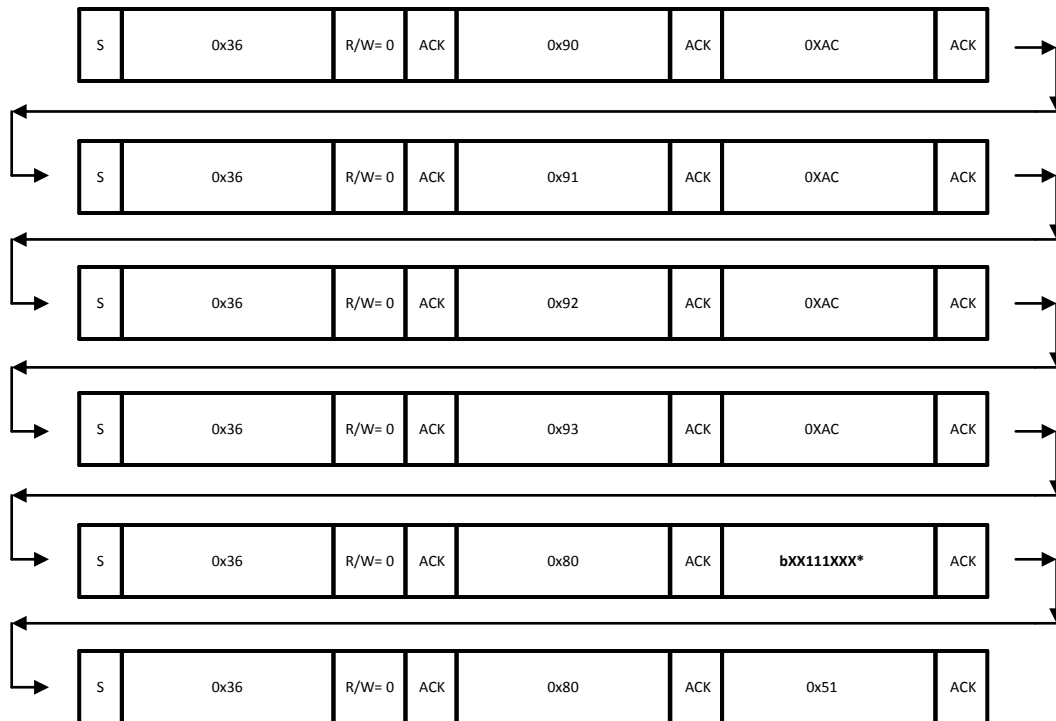 S 0x36 R/W= 0 ACK 0x90 ACK 0XAC ACK
S 0x36 R/W= 0 ACK 0x91 ACK 0XAC ACK
S 0x36 R/W= 0 ACK 0x92 ACK 0XAC ACK
S 0x36 R/W= 0 ACK 0x93 ACK 0XAC ACK
S 0x36 R/W= 0 ACK 0x80 ACK bXX111XXX* ACK
S 0x36 R/W= 0 ACK 0x80 ACK 0x51 ACK